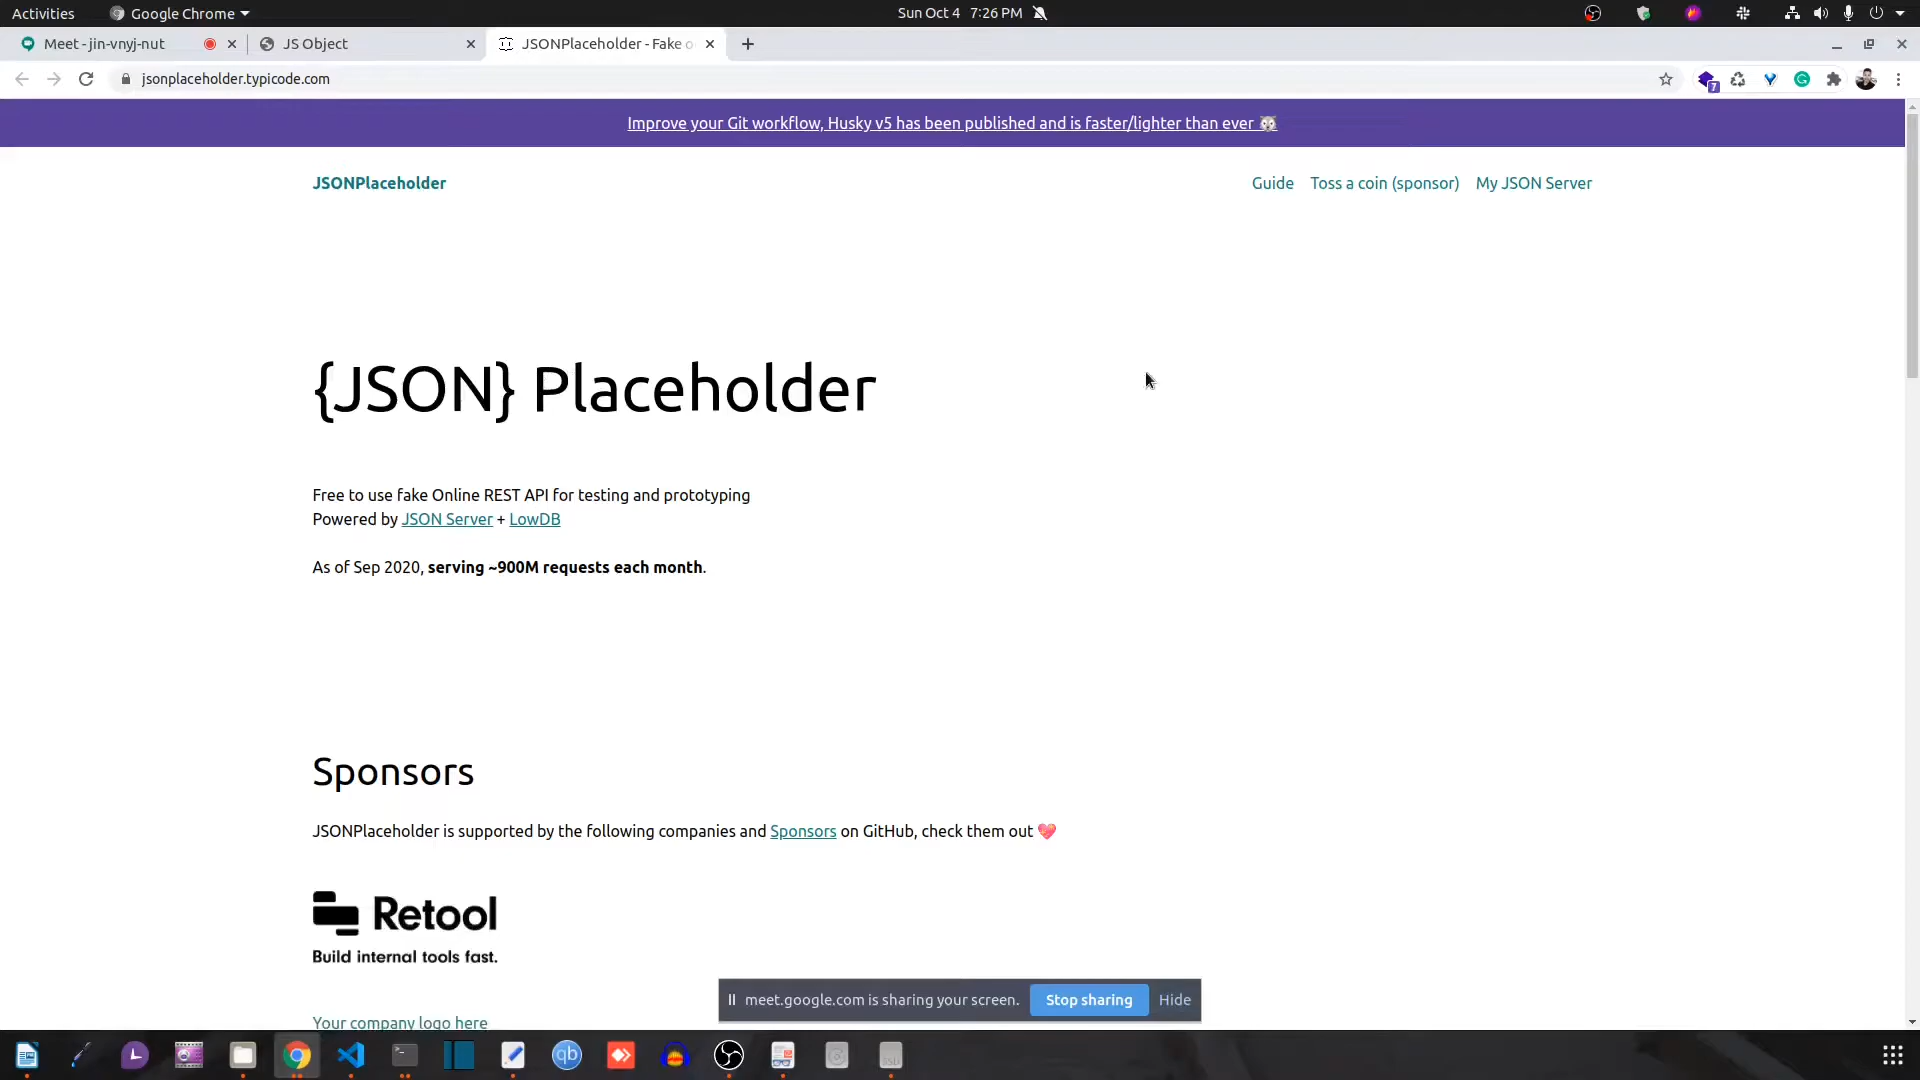 Activities
Google Chrome
Sun Oct 4 7:26 PM
Meet - jin-vnyj-nut
JS Object
JSONPlaceholder - Fake o
jsonplaceholder.typicode.com
7
Improve your Git workflow, Husky v5 has been published and is faster/lighter than ever 🐺
JSONPlaceholder
Guide
Toss a coin (sponsor)
My JSON Server
{JSON} Placeholder
Free to use fake Online REST API for testing and prototyping
Powered by JSON Server + LowDB
As of Sep 2020, serving ~900M requests each month.
Sponsors
JSONPlaceholder is supported by the following companies and Sponsors on GitHub, check them out 💖
Retool
Build internal tools fast.
meet.google.com is sharing your screen.
Stop sharing
Hide
Your company logo here
qb